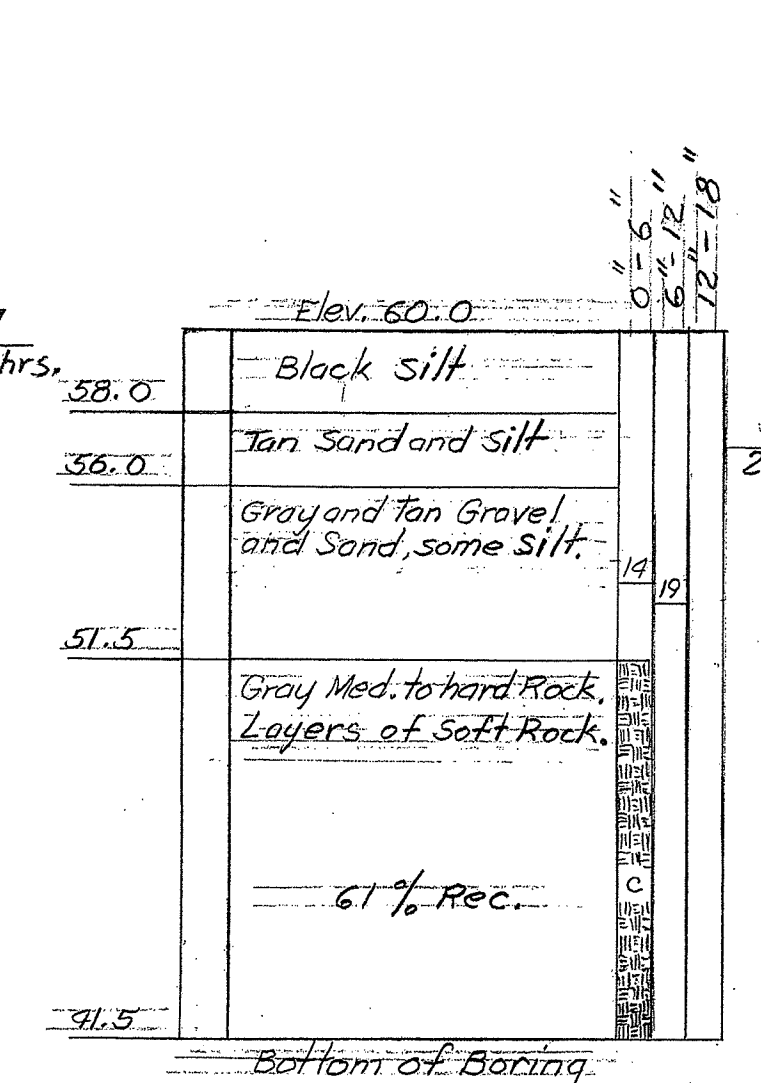 0"-6"
6"-12"
12"-18"
Elev. 60.0
hrs.
Black Silt
58.0
Tan Sand and Silt
56.0
2
Gray and Tan Gravel
and Sand, some Silt.
14
19
51.5
Gray Med. to hard Rock.
Layers of Soft Rock.
C
61% Rec.
41.5
Bottom of Boring